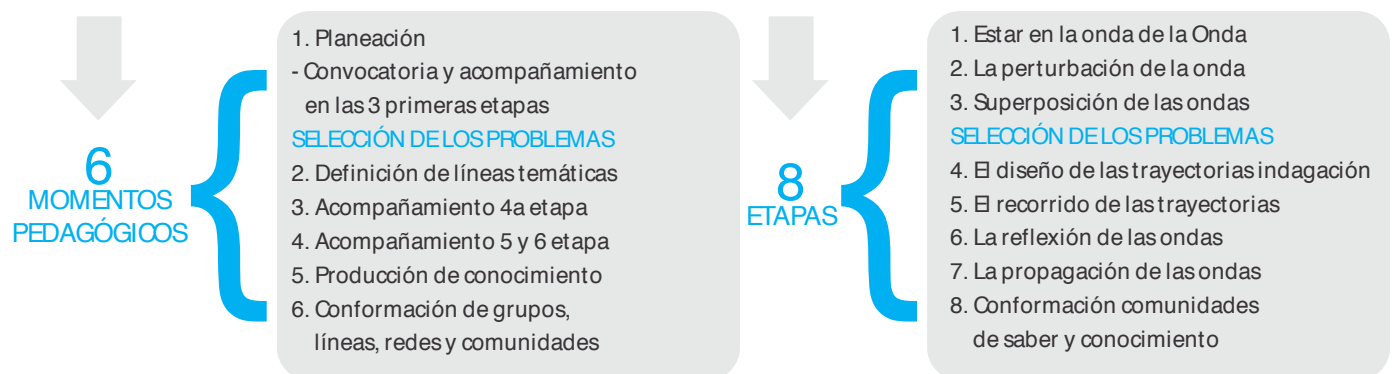 6
MOMENTOS
PEDAGÓGICOS
1. Planeación
- Convocatoria y acompañamiento
en las 3 primeras etapas
SELECCIÓN DE LOS PROBLEMAS
2. Definición de líneas temáticas
3. Acompañamiento 4a etapa
4. Acompañamiento 5 y 6 etapa
5. Producción de conocimiento
6. Conformación de grupos,
líneas, redes y comunidades
8
ETAPAS
1. Estar en la onda de la Onda
2. La perturbación de la onda
3. Superposición de las ondas
SELECCIÓN DE LOS PROBLEMAS
4. El diseño de las trayectorias indagación
5. El recorrido de las trayectorias
6. La reflexión de las ondas
7. La propagación de las ondas
8. Conformación comunidades
de saber y conocimiento